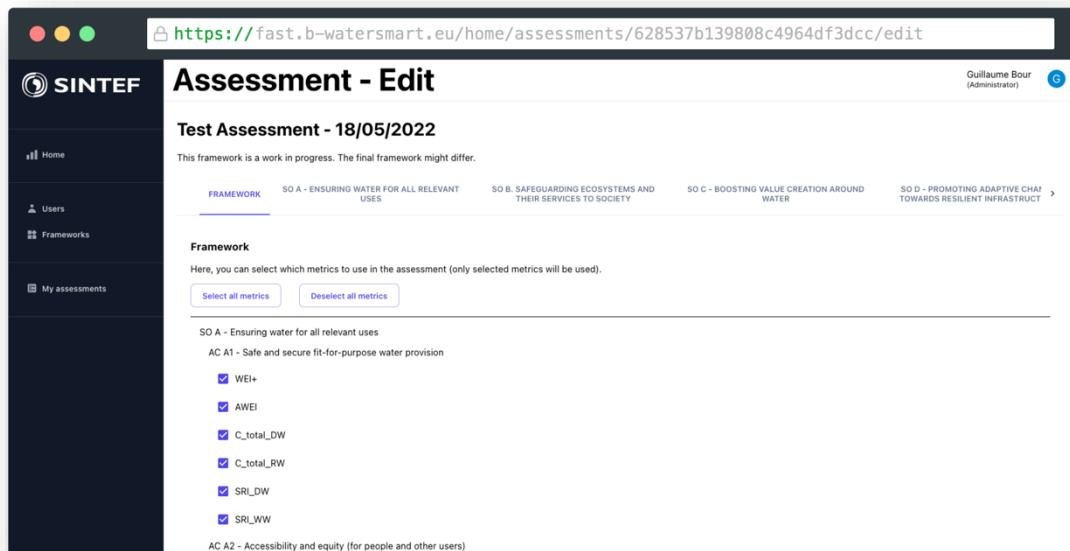 https://fast.b-watersmart.eu/home/assessments/628537b139808c4964df3dcc/edit
SINTEF
Assessment - Edit
Guillaume Bour
(Administrator)
G
Home
Users
Frameworks
My assessments
Test Assessment - 18/05/2022
This framework is a work in progress. The final framework might differ.
FRAMEWORK
SO A - ENSURING WATER FOR ALL RELEVANT
USES
SO B. SAFEGUARDING ECOSYSTEMS AND
THEIR SERVICES TO SOCIETY
SO C - BOOSTING VALUE CREATION AROUND
WATER
SO D - PROMOTING ADAPTIVE CHAN
TOWARDS RESILIENT INFRASTRUCT
Framework
Here, you can select which metrics to use in the assessment (only selected metrics will be used).
Select all metrics
Deselect all metrics
SO A - Ensuring water for all relevant uses
AC A1 - Safe and secure fit-for-purpose water provision
WEI+
AWEI
C_total_DW
C_total_RW
SRI_DW
SRI_WW
AC A2 - Accessibility and equity (for people and other users)